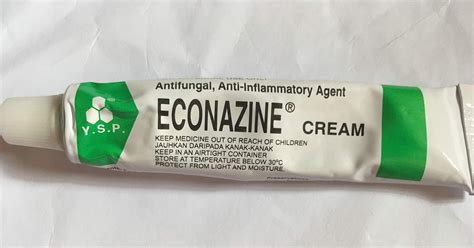 Antifungal, Anti-Inflammatory Agent
Y.S.P.
ECONAZINE® CREAM
KEEP MEDICINE OUT OF REACH OF CHILDREN
JAUHKAN DARIPADA KANAK-KANAK
KEEP IN AN AIRTIGHT CONTAINER
STORE AT TEMPERATURE BELOW 30°C
PROTECT FROM LIGHT AND MOISTURE